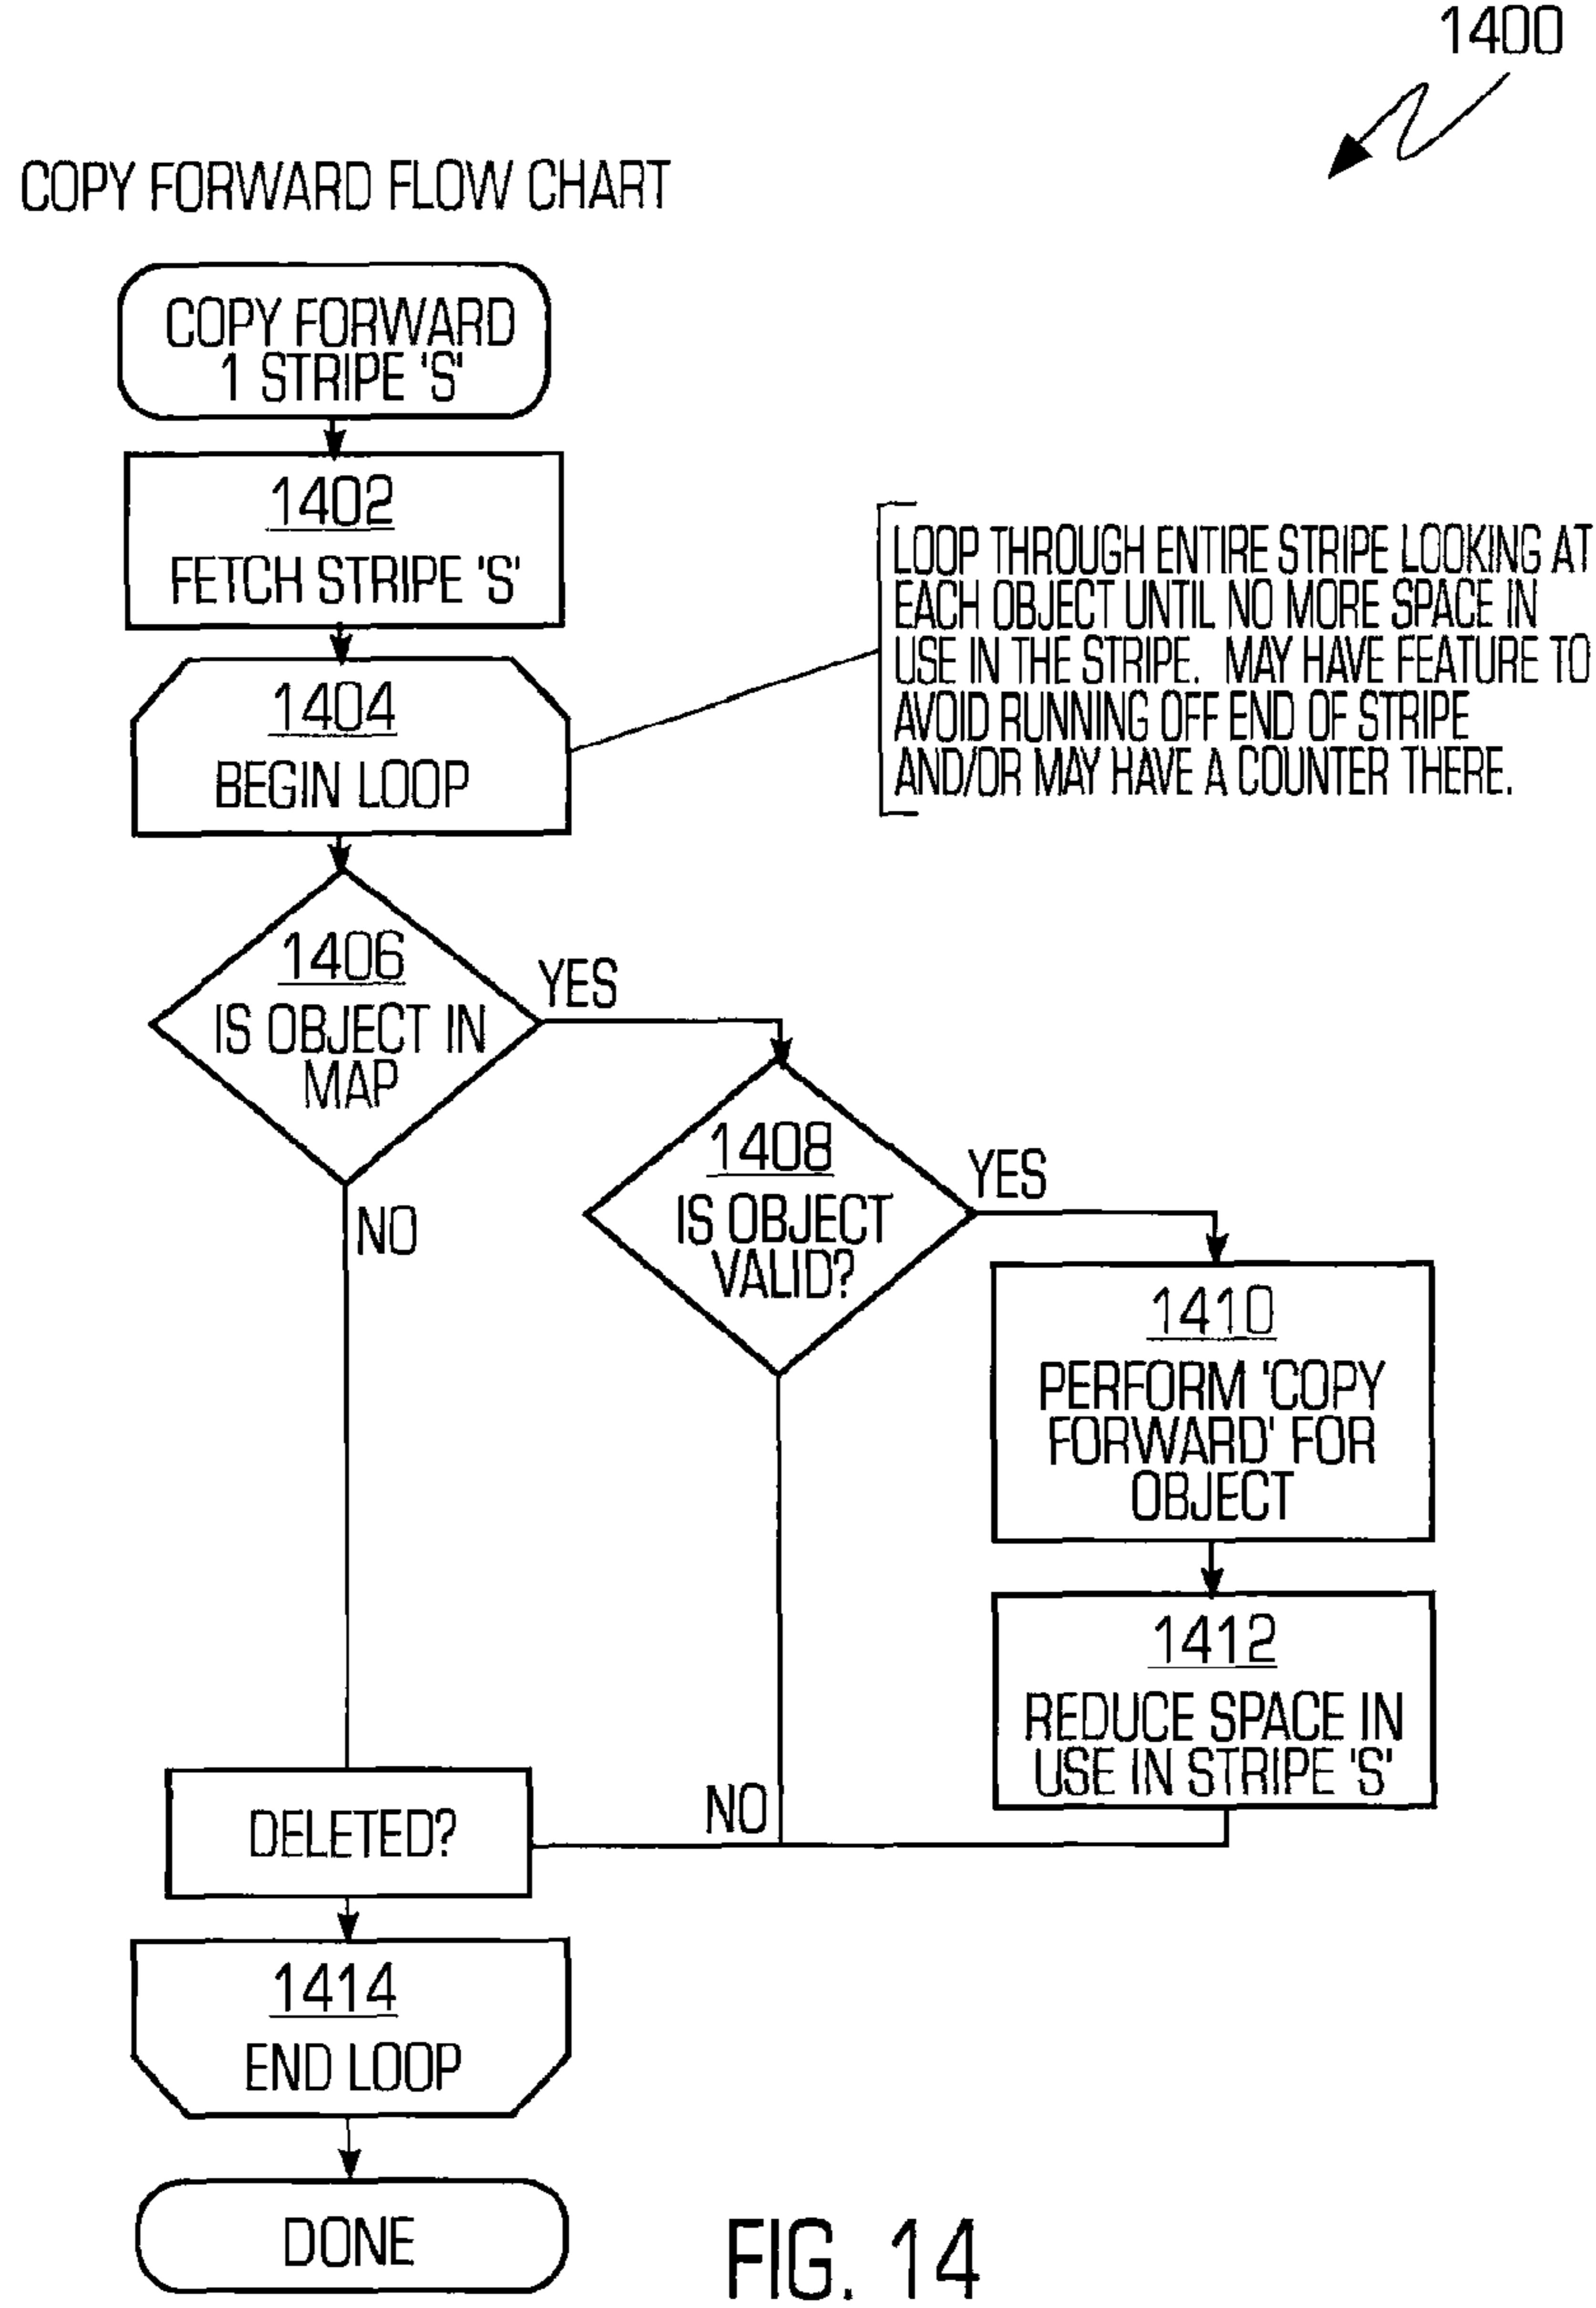 1400
COPY FORWARD FLOW CHART
COPY FORWARD
1 STRIPE 'S'
1402
FETCH STRIPE 'S'
1404
BEGIN LOOP
LOOP THROUGH ENTIRE STRIPE LOOKING AT
EACH OBJECT UNTIL NO MORE SPACE IN
USE IN THE STRIPE. MAY HAVE FEATURE TO
AVOID RUNNING OFF END OF STRIPE
AND/OR MAY HAVE A COUNTER THERE.
1406
IS OBJECT IN
MAP
YES
NO
1408
IS OBJECT
VALID?
YES
NO
1410
PERFORM 'COPY
FORWARD' FOR
OBJECT
1412
REDUCE SPACE IN
USE IN STRIPE 'S'
DELETED?
1414
END LOOP
DONE
FIG. 14